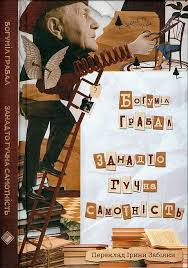 БОГУМІЛ
ГРАБАЛ
ЗАНАДТО ГУЧНА САМОТНІСТЬ
БОГУМІЛ
ГРАБАЛ
ЗАНАДТО
ГУЧНА
САМОТНІСТЬ
Переклад Ірини Забіяки